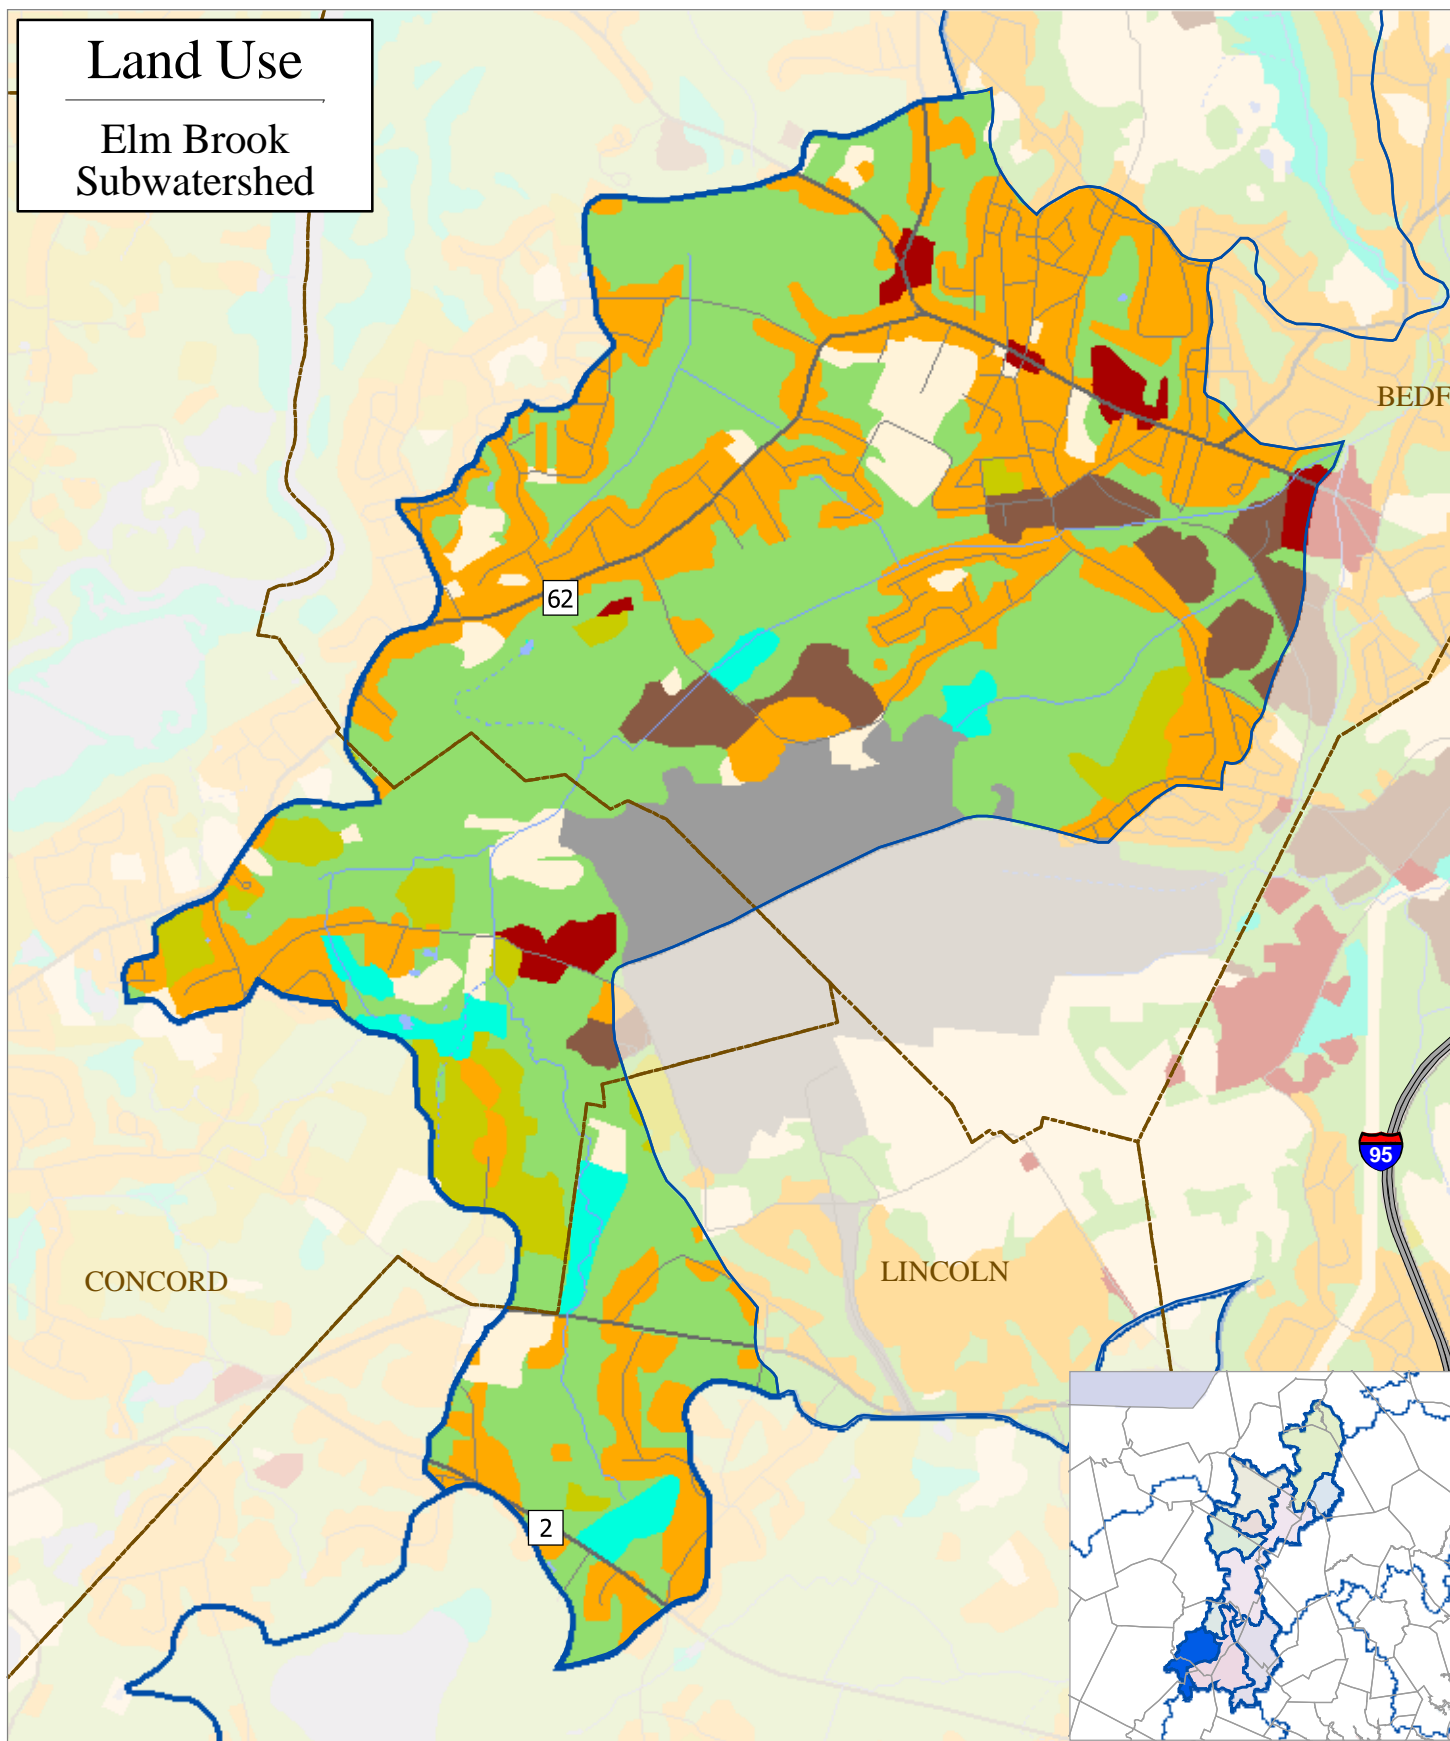 Land Use
Elm Brook
Subwatershed
BEDF
62
95
CONCORD
LINCOLN
2